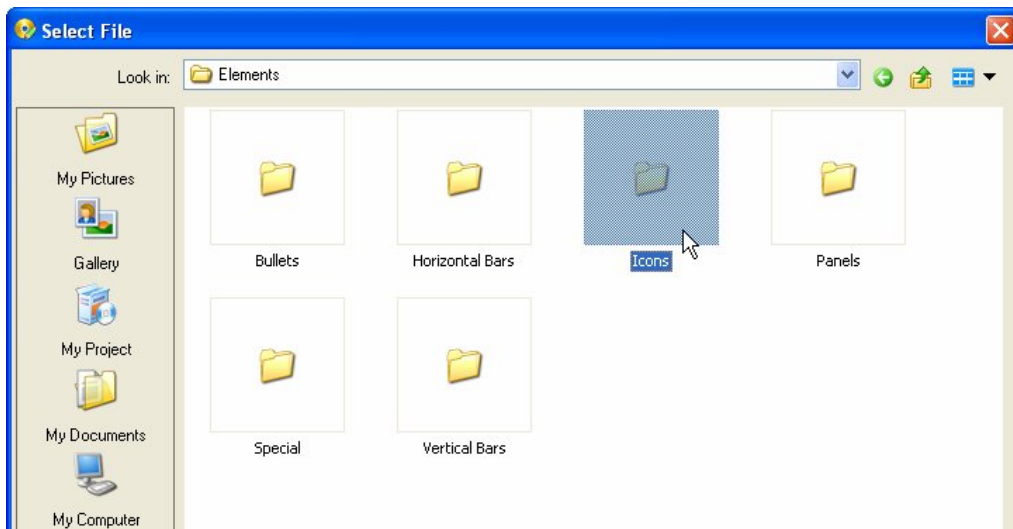 Select File
Look in: Elements
My Pictures
Gallery
My Project
My Documents
My Computer
Bullets Horizontal Bars Icons Panels
Special Vertical Bars